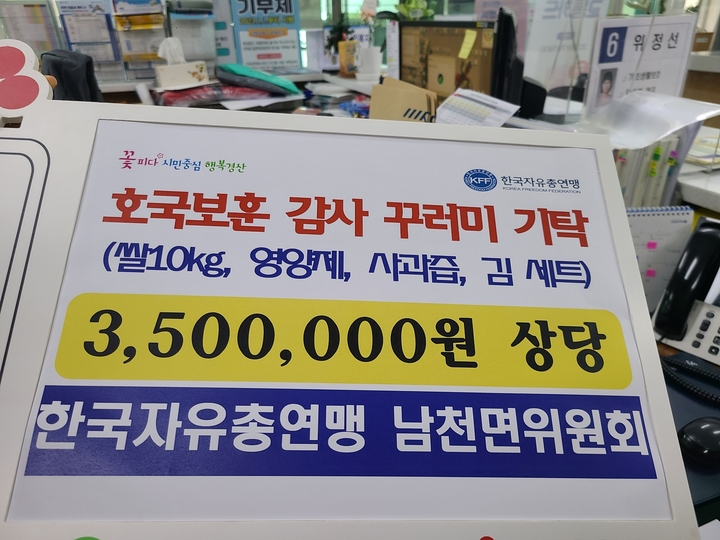 기부제
6 위정선
꽃피다 시민중심 행복경산
KFF 한국자유총연맹
KOREA FREEDOM FEDERATION
호국보훈 감사 꾸러미 기탁
(쌀10kg, 영양제, 사과즙, 김 세트)
3,500,000원 상당
한국자유총연맹 남천면위원회